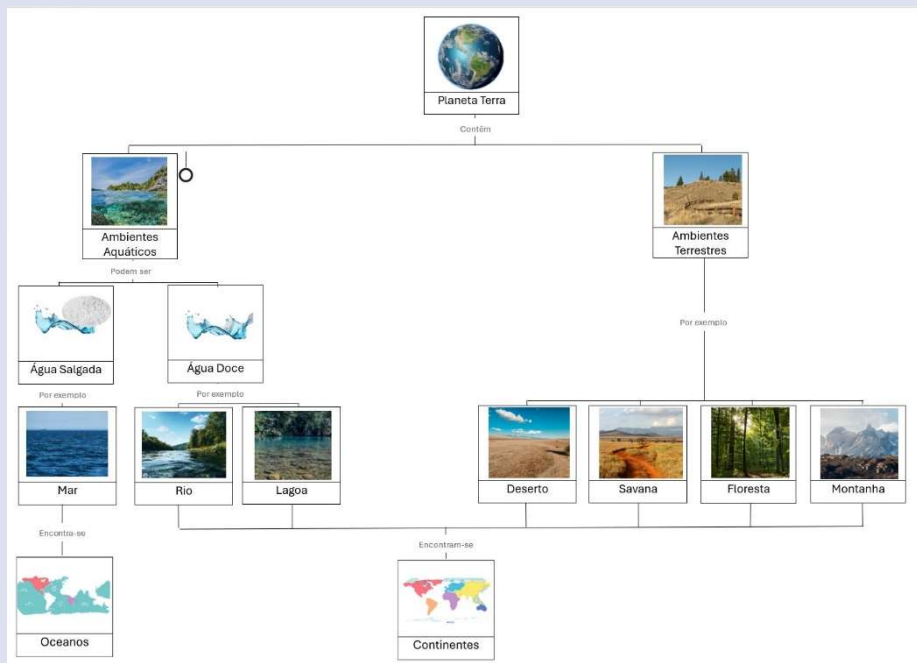 Planeta Terra
Contêm
Ambientes
Aquáticos
Ambientes
Terrestres
Podem ser
Por exemplo
Água Salgada
Água Doce
Por exemplo
Por exemplo
Mar
Rio
Lagoa
Deserto
Savana
Floresta
Montanha
Encontra-se
Encontram-se
Oceanos
Continentes